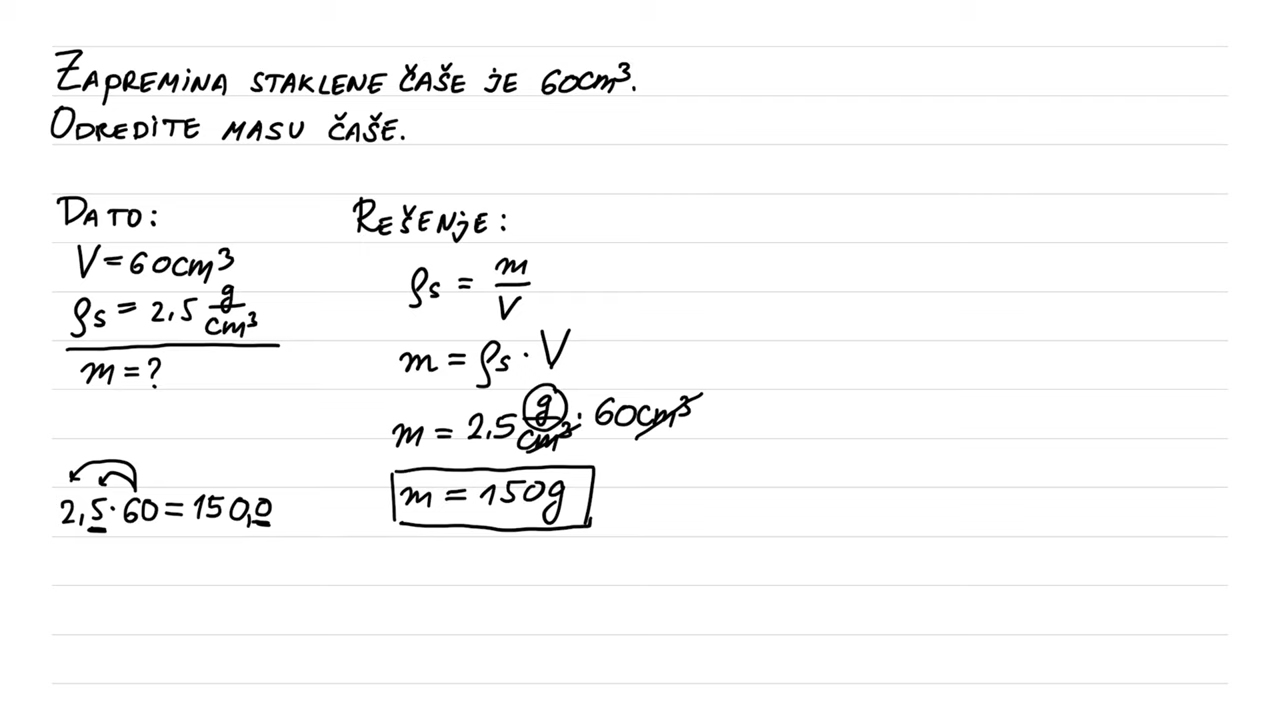 ZAPREMINA STAKLENE ČAŠE JE 60cm³.
ODREDITE MASU ČAŠE.
DATO:
V=60cm³
ρs = 2,5 g/cm³
m=?
REŠENJE:
ρs = m/V
m = ρs · V
m = 2,5 g/cm³ · 60cm³
m = 150g
2,5·60=150,0